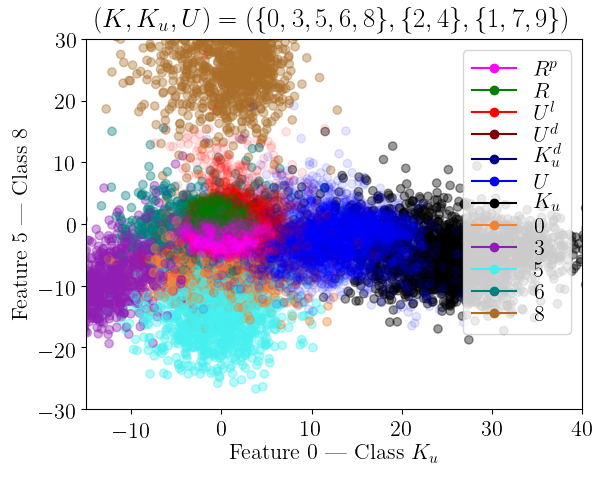 (K, K_u, U) = ({0, 3, 5, 6, 8}, {2, 4}, {1, 7, 9})
30
20
10
0
−10
−20
−30
Feature 5 — Class 8
−10
0
10
20
30
40
Feature 0 — Class K_u
R^p
R
U^l
U^d
K_u^d
U
K_u
0
3
5
6
8